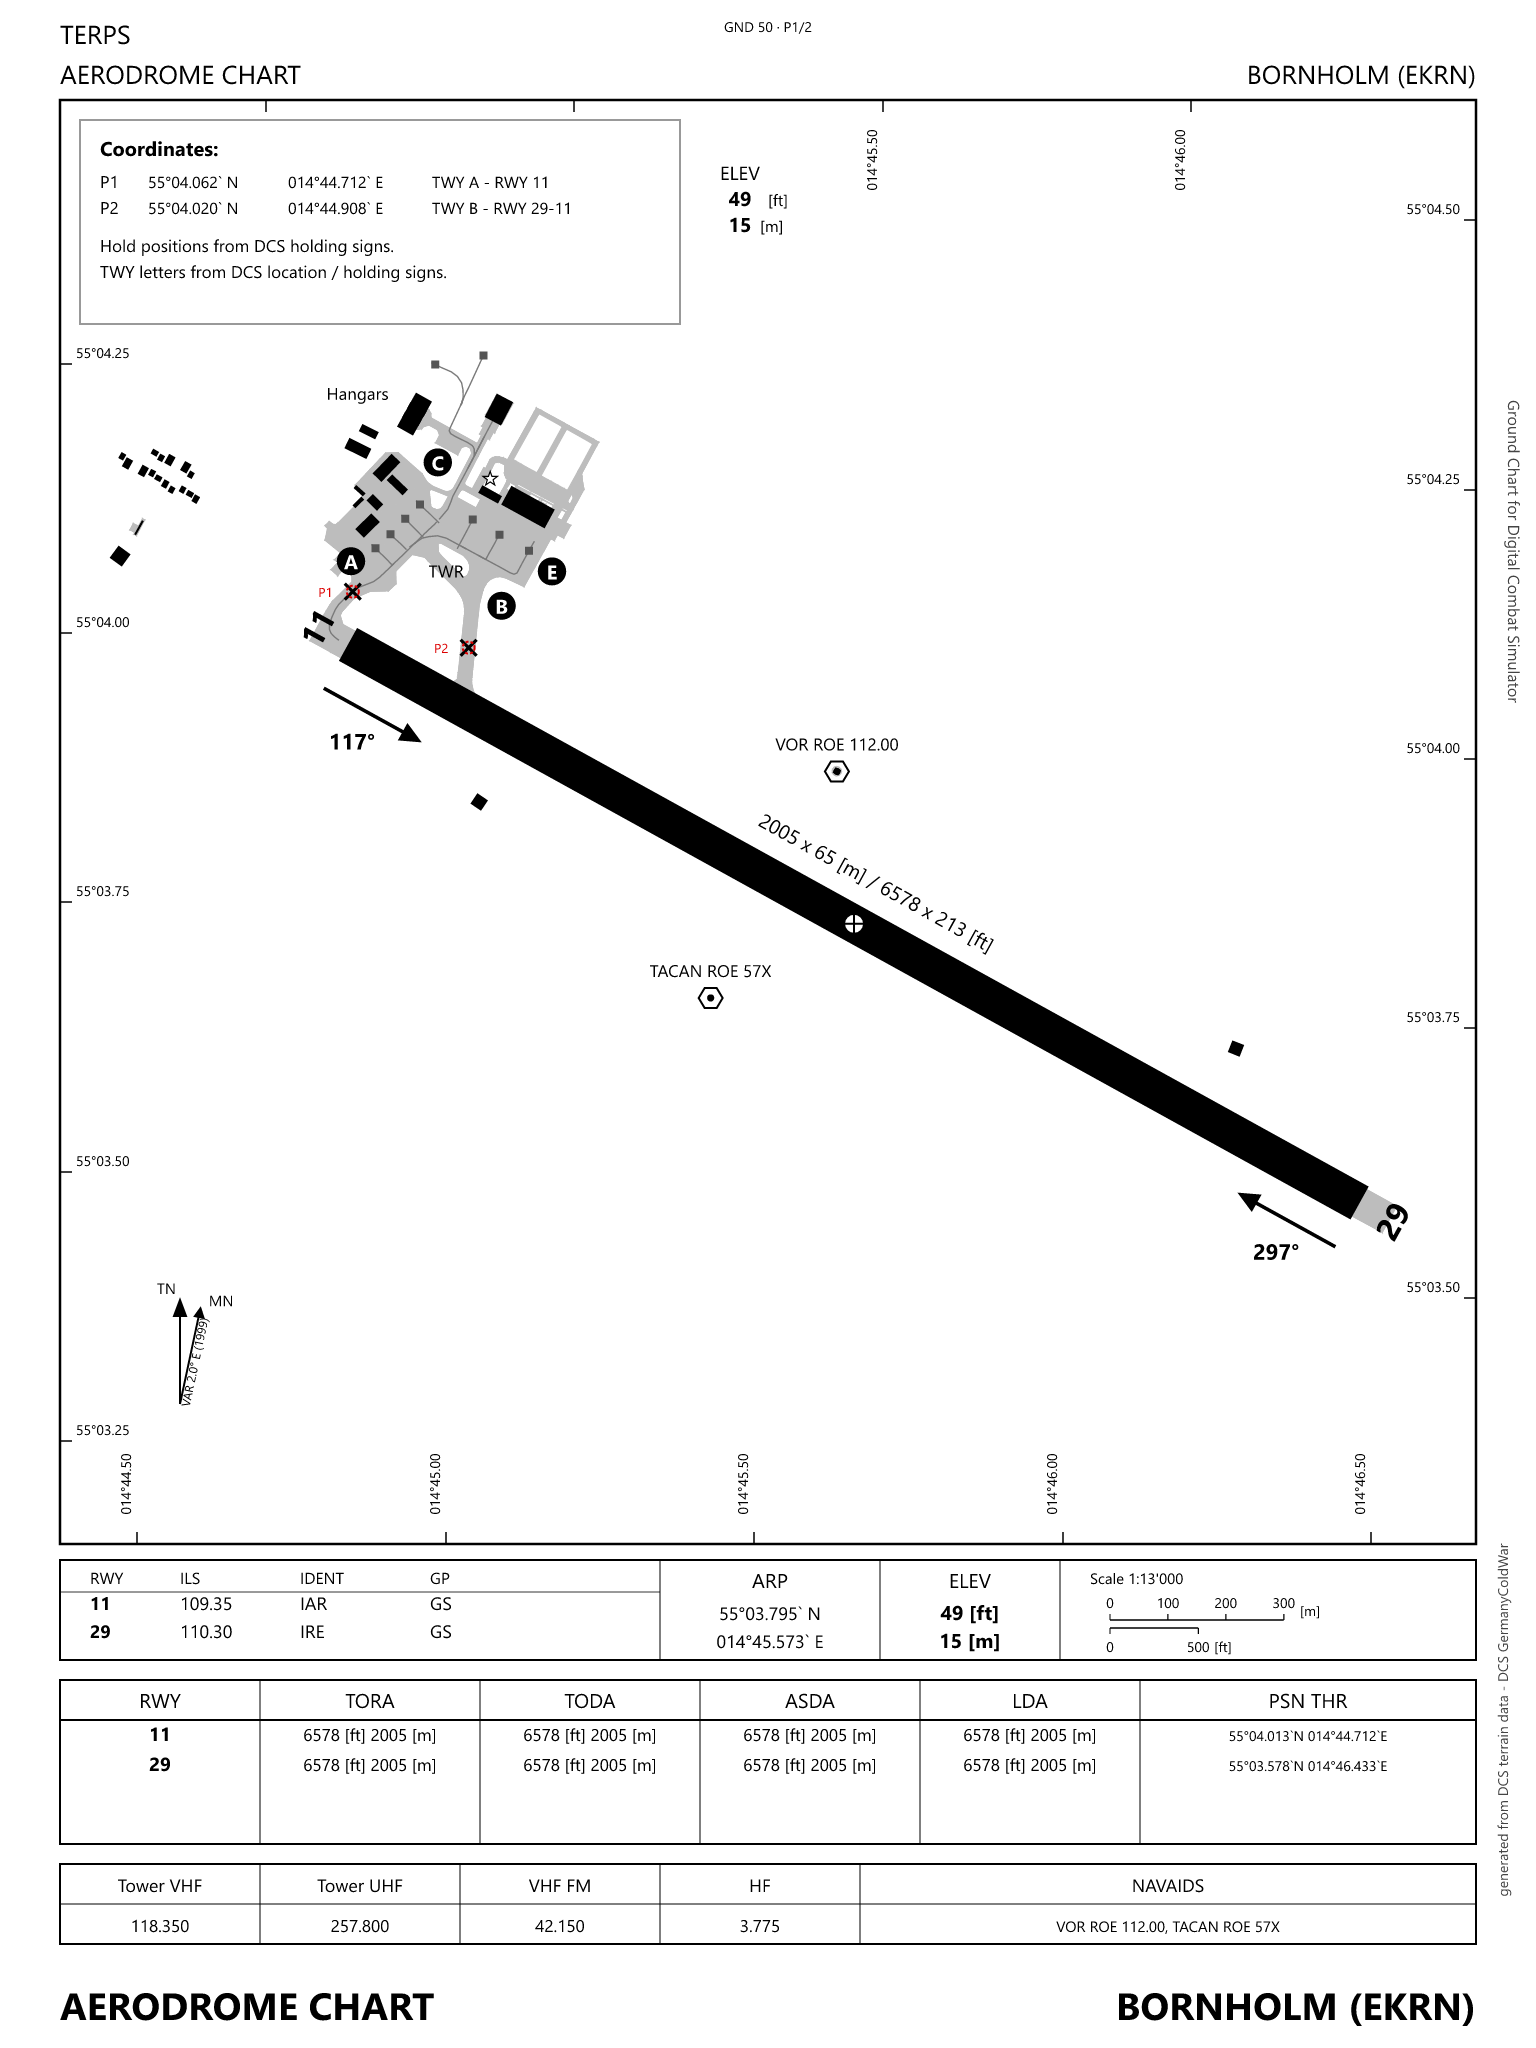 TERPS
GND 50 · P1/2
AERODROME CHART
BORNHOLM (EKRN)
Coordinates:
P1 55°04.062` N 014°44.712` E TWY A - RWY 11
P2 55°04.020` N 014°44.908` E TWY B - RWY 29-11
Hold positions from DCS holding signs.
TWY letters from DCS location / holding signs.
ELEV
49 [ft]
15 [m]
014°45.50
014°46.00
55°04.50
55°04.25
Hangars
C
55°04.25
A
TWR
E
P1
B
55°04.00
11
P2
117°
VOR ROE 112.00
55°04.00
2005 x 65 [m] / 6578 x 213 [ft]
55°03.75
TACAN ROE 57X
55°03.75
55°03.50
29
297°
55°03.50
TN
MN
VAR 2.0° E (1999)
55°03.25
014°44.50
014°45.00
014°45.50
014°46.00
014°46.50
Ground Chart for Digital Combat Simulator
RWY ILS IDENT GP
11 109.35 IAR GS
29 110.30 IRE GS
ARP
55°03.795` N
014°45.573` E
ELEV
49 [ft]
15 [m]
Scale 1:13'000
0 100 200 300 [m]
0 500 [ft]
RWY TORA TODA ASDA LDA PSN THR
11 6578 [ft] 2005 [m] 6578 [ft] 2005 [m] 6578 [ft] 2005 [m] 6578 [ft] 2005 [m] 55°04.013`N 014°44.712`E
29 6578 [ft] 2005 [m] 6578 [ft] 2005 [m] 6578 [ft] 2005 [m] 6578 [ft] 2005 [m] 55°03.578`N 014°46.433`E
generated from DCS terrain data - DCS GermanyColdWar
Tower VHF Tower UHF VHF FM HF NAVAIDS
118.350 257.800 42.150 3.775 VOR ROE 112.00, TACAN ROE 57X
AERODROME CHART
BORNHOLM (EKRN)